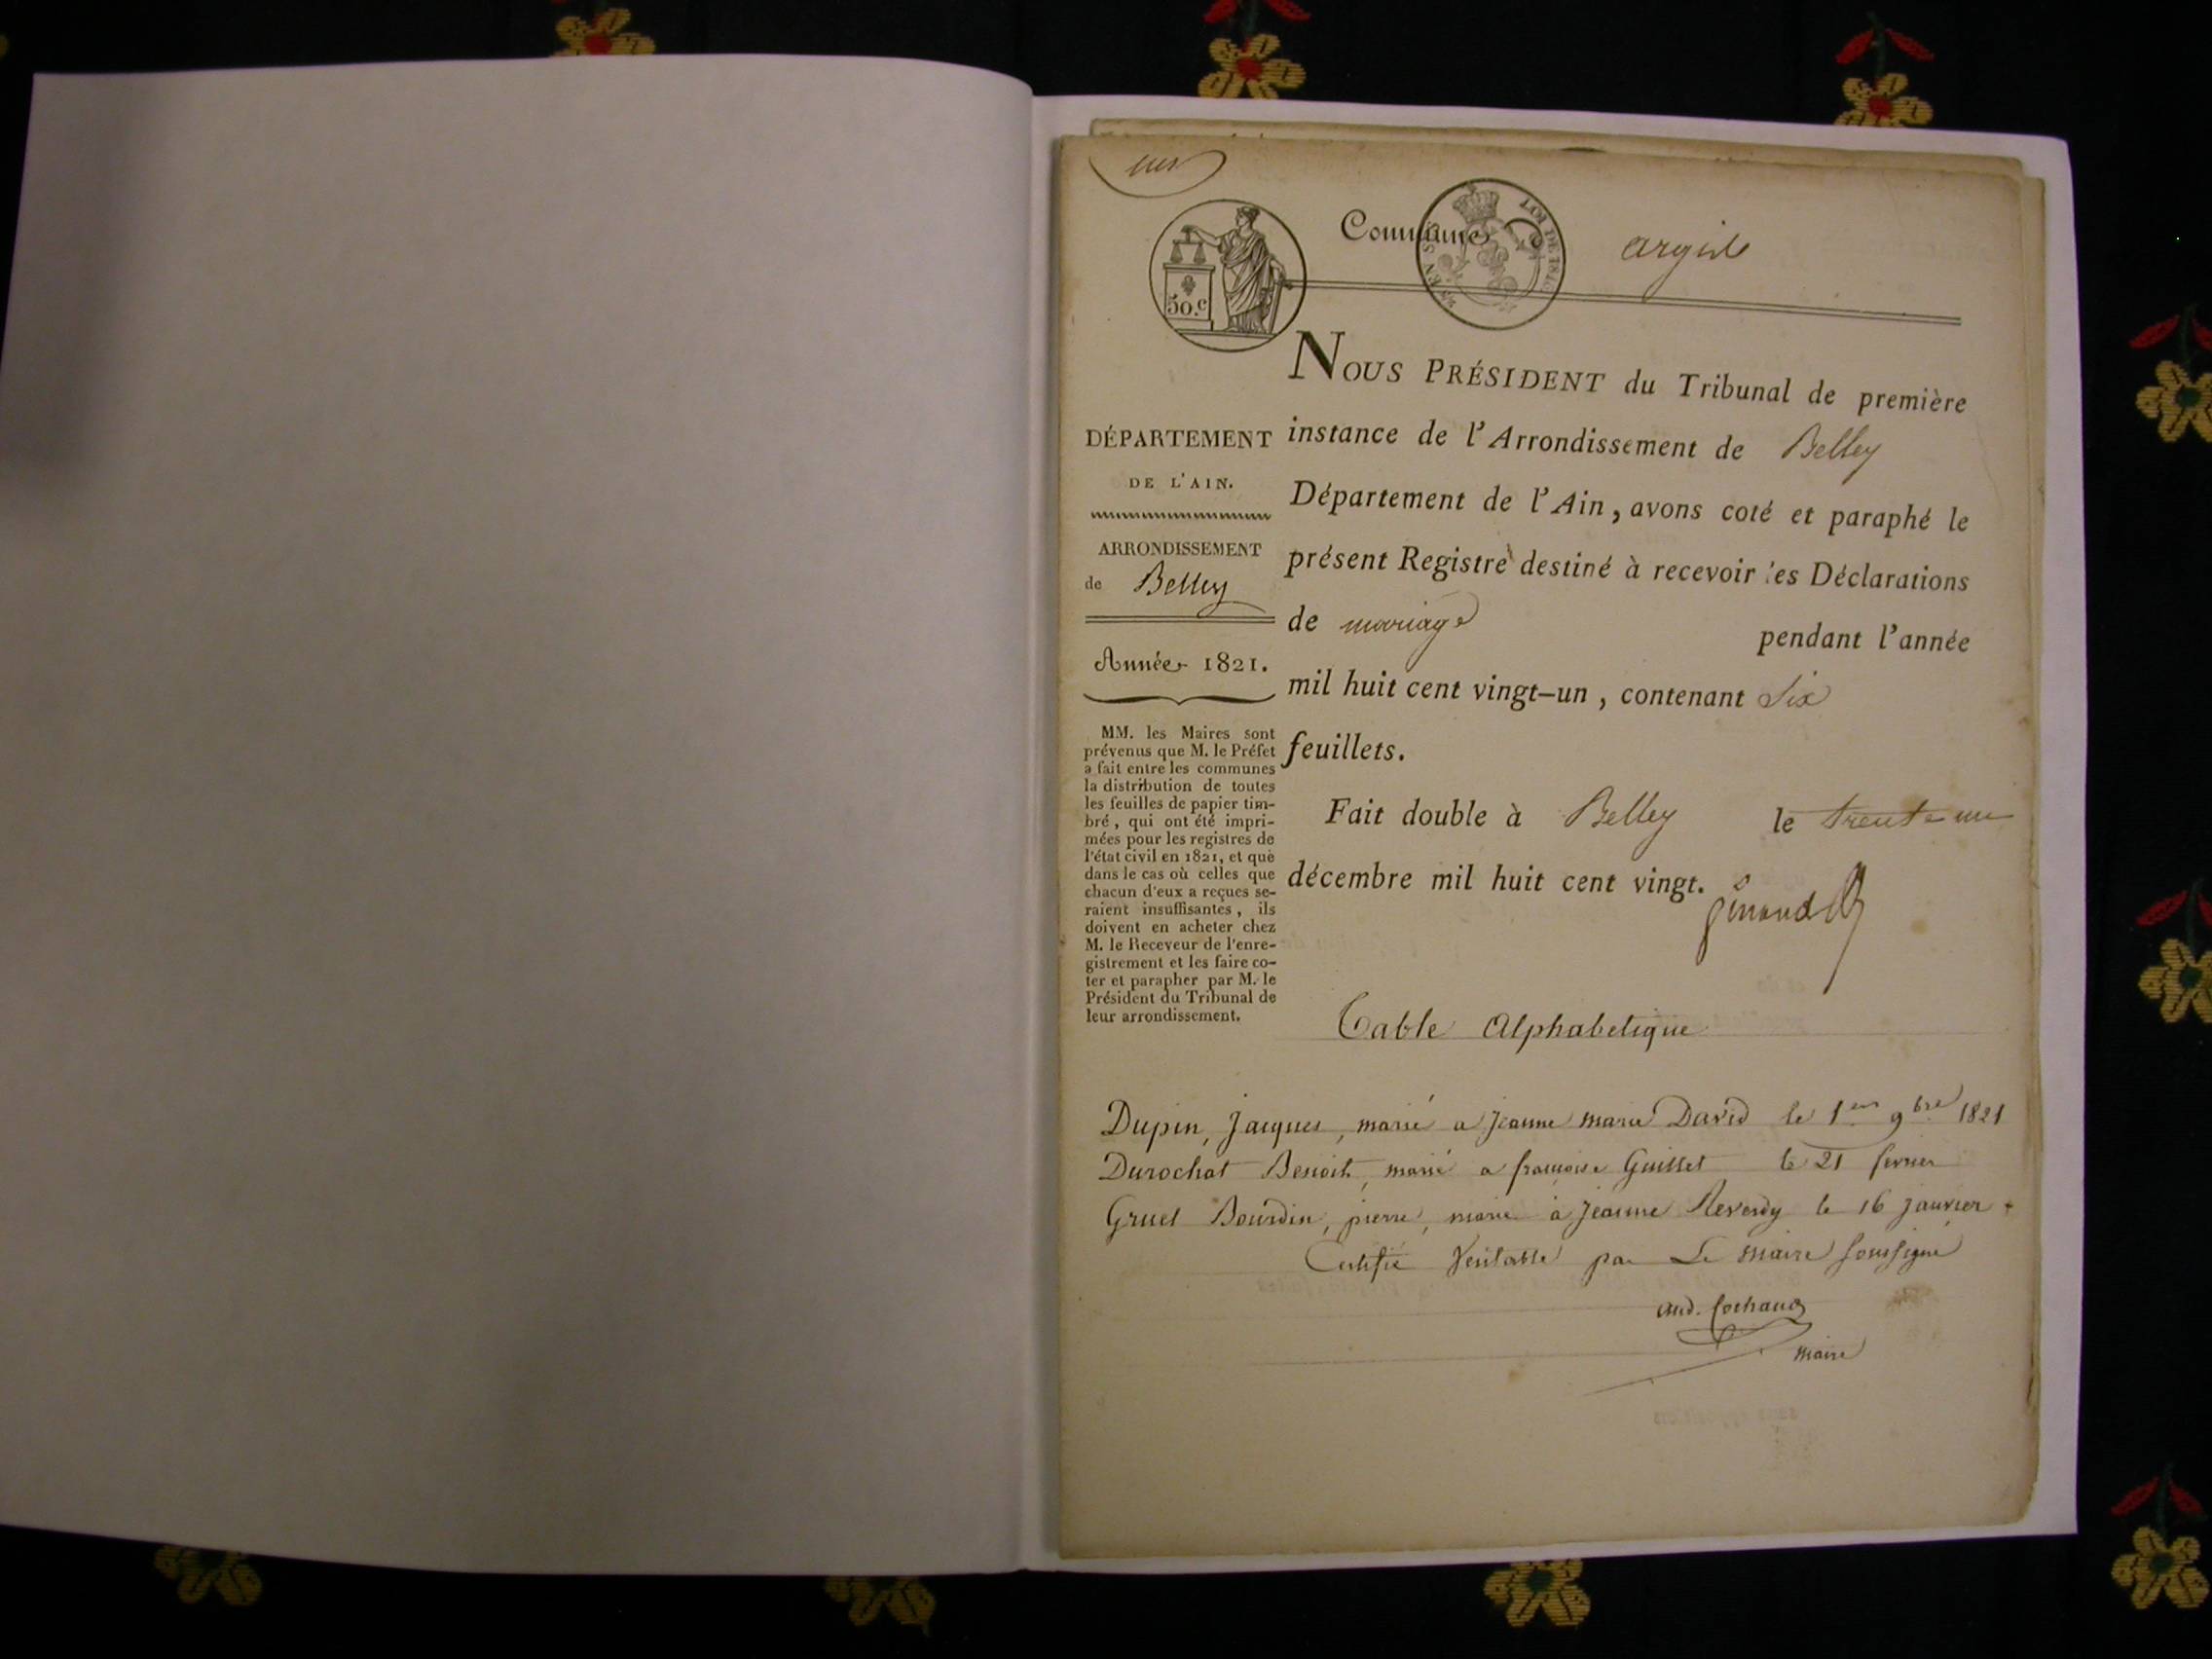 Commune de argis
50.c
LOI DE 1816
NOUS PRÉSIDENT du Tribunal de première
instance de l'Arrondissement de Belley
Département de l'Ain, avons coté et paraphé le
présent Registre destiné à recevoir les Déclarations
de mariage pendant l'année
mil huit cent vingt-un, contenant Six
feuillets.
Fait double à Belley le trente un
décembre mil huit cent vingt.
DÉPARTEMENT
DE L'AIN.
ARRONDISSEMENT
de Belley
Année 1821.
MM. les Maires sont
prévenus que M. le Préfet
a fait entre les communes
la distribution de toutes
les feuilles de papier tim-
bré, qui ont été impri-
mées pour les registres de
l'état civil en 1821, et que
dans le cas où celles que
chacun d'eux a reçues se-
raient insuffisantes, ils
doivent en acheter chez
M. le Receveur de l'enre-
gistrement et les faire co-
ter et parapher par M. le
Président du Tribunal de
leur arrondissement.
Table Alphabetique
Dupin, Jacques, marié a Jeanne marie David le 1er 9bre 1821
Durochat Benoit, marié a françoise Guillet le 21 fevrier
Gruel Bourdin, pierre, marié à Jeanne Reverdy le 16 janvier
Certifié Veritable par Le Maire soussigné
maire